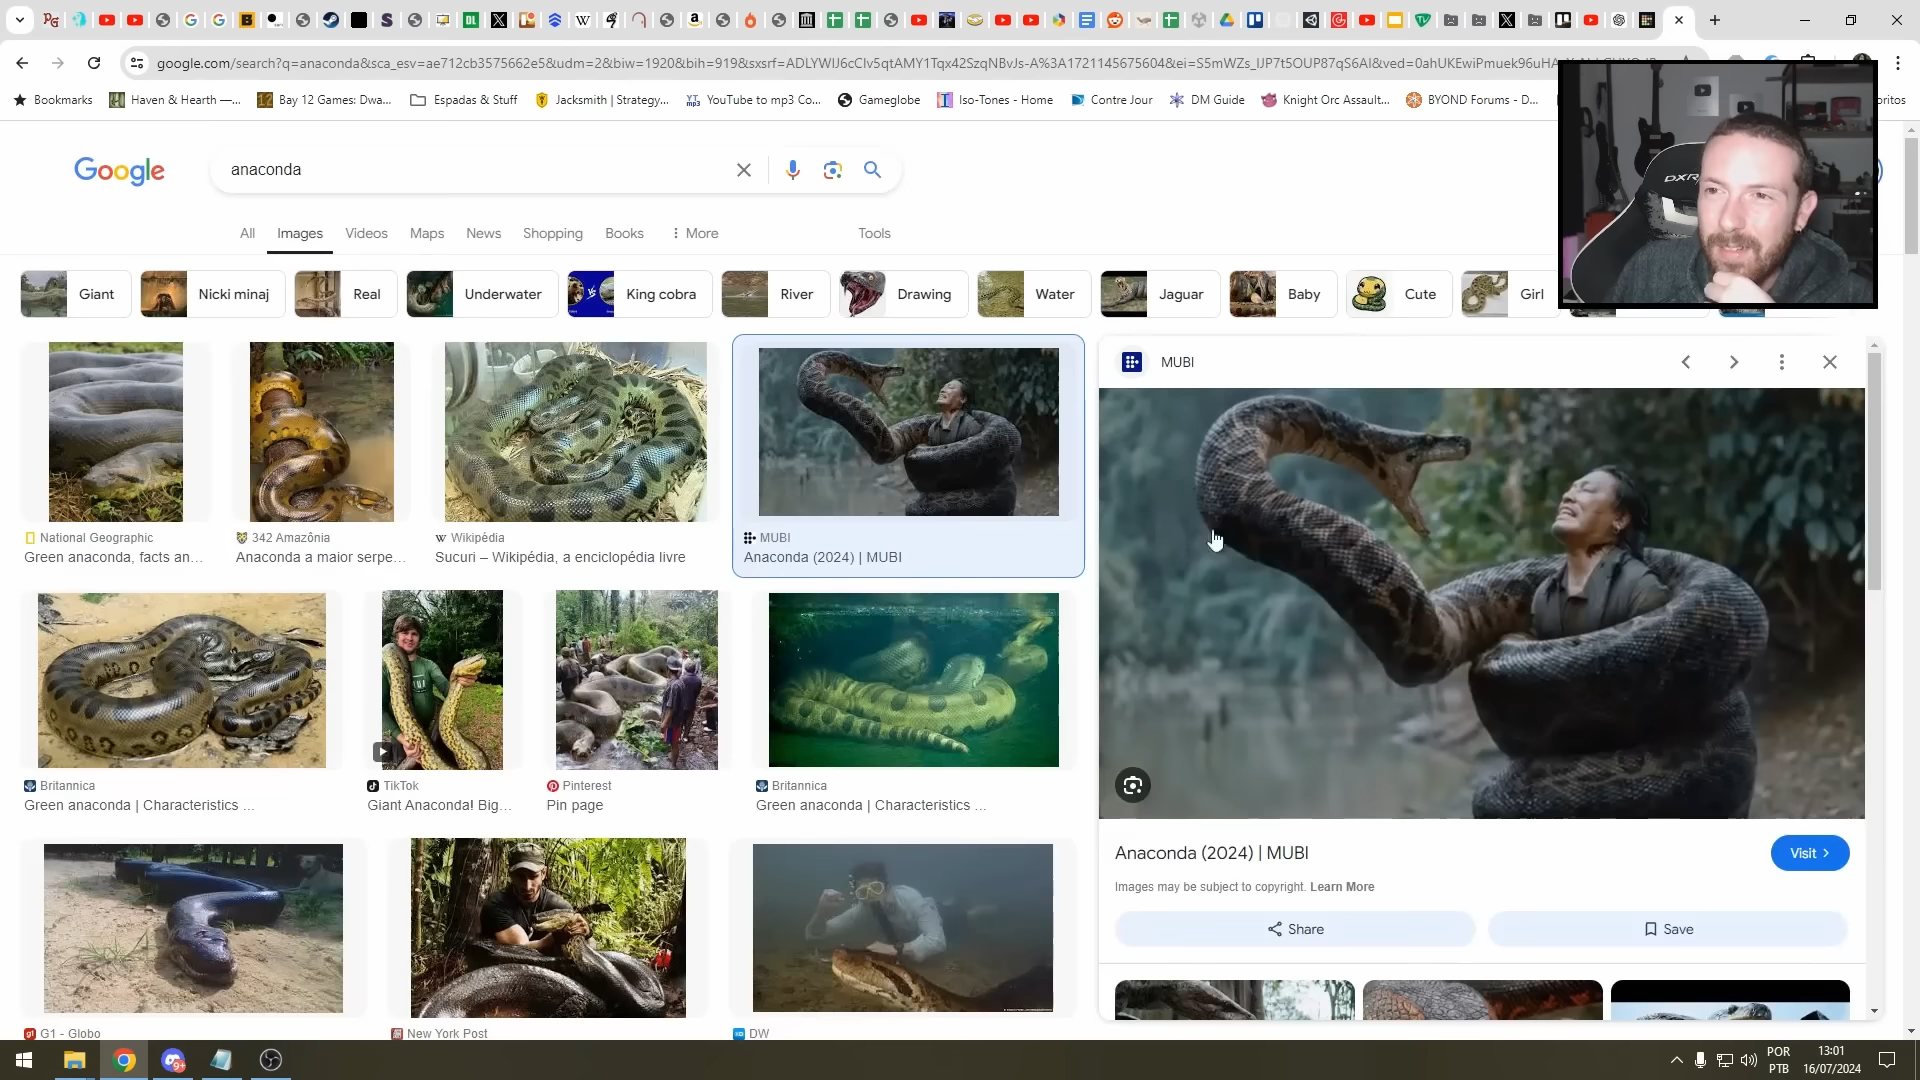 google.com/search?q=anaconda&sca_esv=ae712cb3575662e5&udm=2&biw=1920&bih=919&sxsrf=
Bookmarks
Haven & Hearth —...
Bay 12 Games: Dwa...
Espadas & Stuff
Jacksmith | Strategy...
YouTube to mp3 Co...
Gameglobe
Iso-Tones - Home
Contre Jour
DM Guide
Knight Orc Assault...
BYOND Forums - D...
Google
anaconda
DXR
All
Images
Videos
Maps
News
Shopping
Books
More
Tools
Giant
Nicki minaj
Real
Underwater
King cobra
River
Drawing
Water
Jaguar
Baby
Cute
Girl
MUBI
National Geographic
Green anaconda, facts an...
342 Amazônia
Anaconda a maior serpe...
Wikipédia
Sucuri – Wikipédia, a enciclopédia livre
MUBI
Anaconda (2024) | MUBI
Britannica
Green anaconda | Characteristics ...
TikTok
Giant Anaconda! Big...
Pinterest
Pin page
Britannica
Green anaconda | Characteristics ...
Anaconda (2024) | MUBI
Visit
Images may be subject to copyright. Learn More
Share
Save
G1 - Globo
New York Post
DW
POR
PTB
13:01
16/07/2024